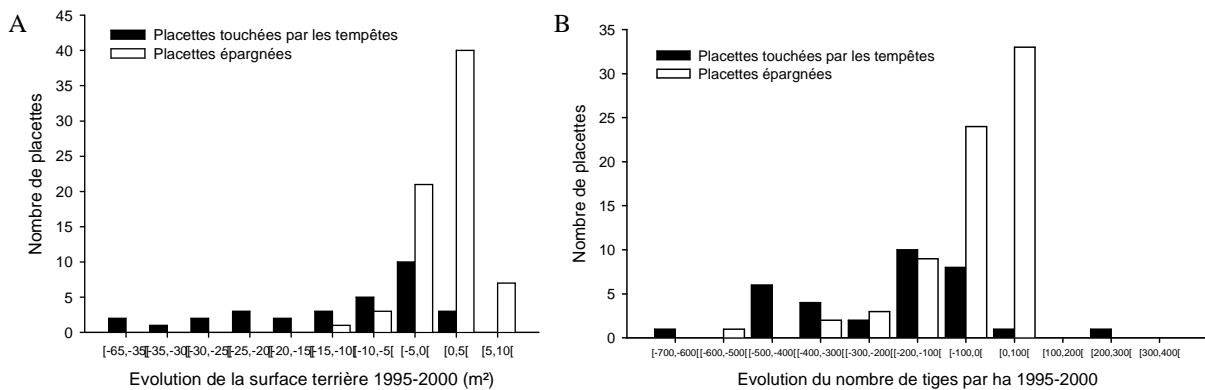 A
Nombre de placettes
45
40
35
30
25
20
15
10
5
0
Placettes touchées par les tempêtes
Placettes épargnées
[-65,-35[ [-35,-30[ [-30,-25[ [-25,-20[ [-20,-15[ [-15,-10[ [-10,-5[ [-5,0[ [0,5[ [5,10[
Evolution de la surface terrière 1995-2000 (m²)
B
Nombre de placettes
35
30
25
20
15
10
5
0
Placettes touchées par les tempêtes
Placettes épargnées
[-700,-600[ [-600,-500[ [-500,-400[ [-400,-300[ [-300,-200[ [-200,-100[ [-100,0[ [0,100[ [100,200[ [200,300[ [300,400[
Evolution du nombre de tiges par ha 1995-2000